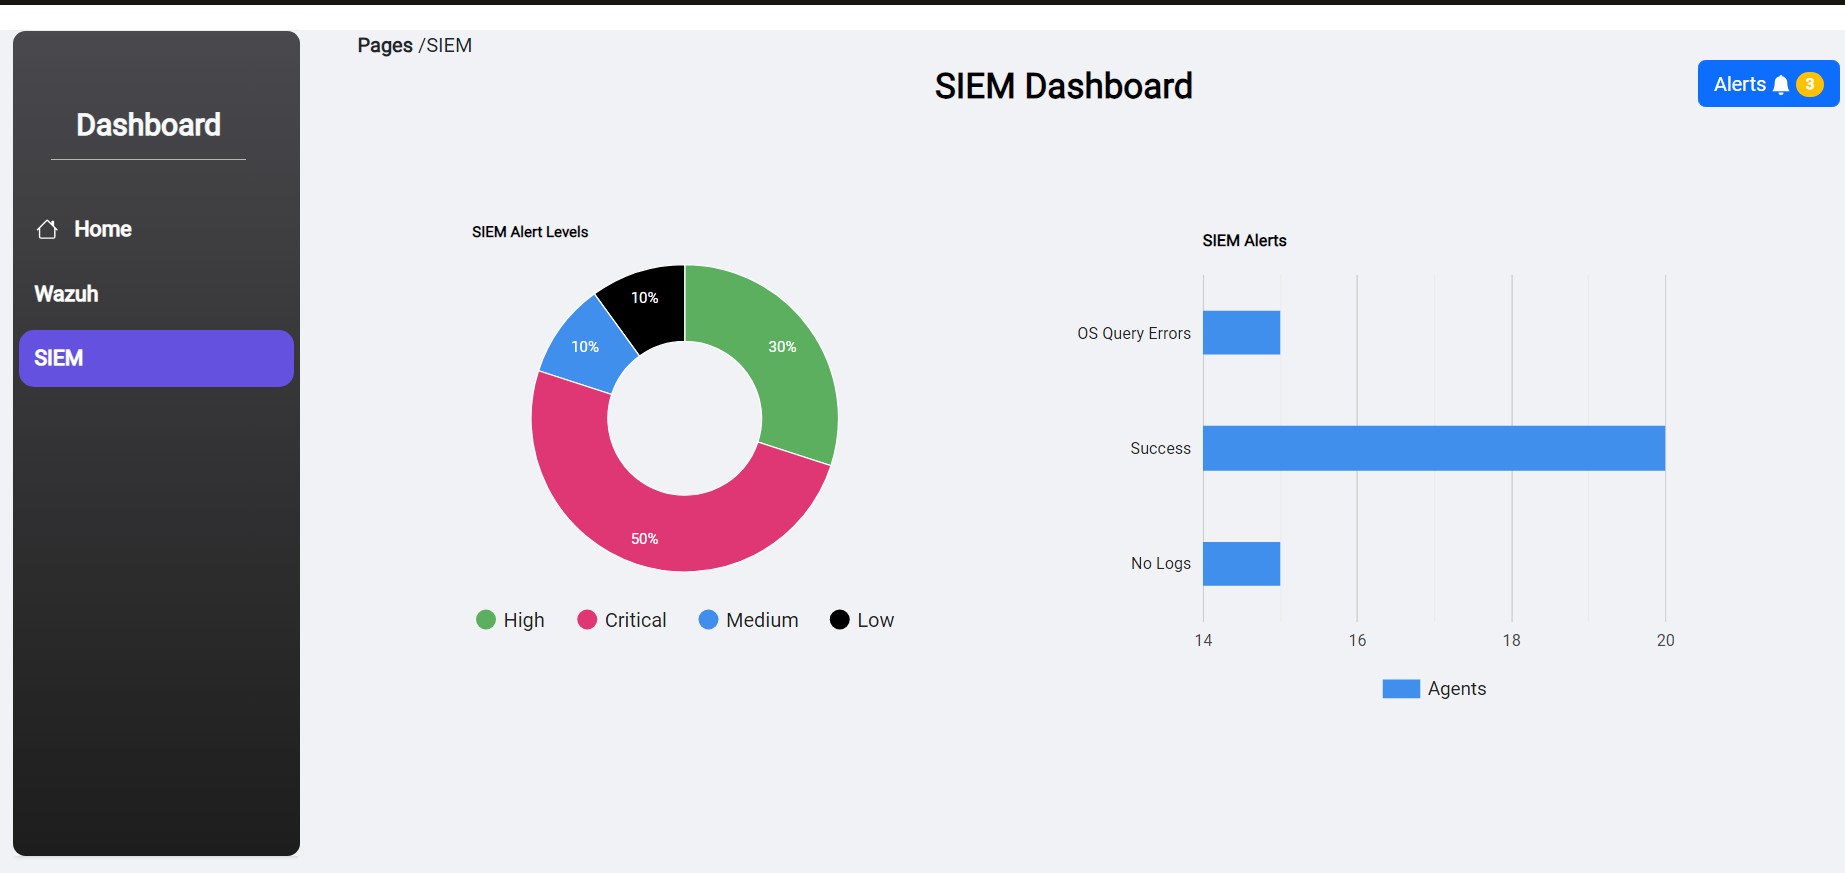 Pages /SIEM
SIEM Dashboard
Alerts 3
Dashboard
Home
Wazuh
SIEM
SIEM Alert Levels
10%
10%
30%
50%
High Critical Medium Low
SIEM Alerts
OS Query Errors
Success
No Logs
14 16 18 20
Agents